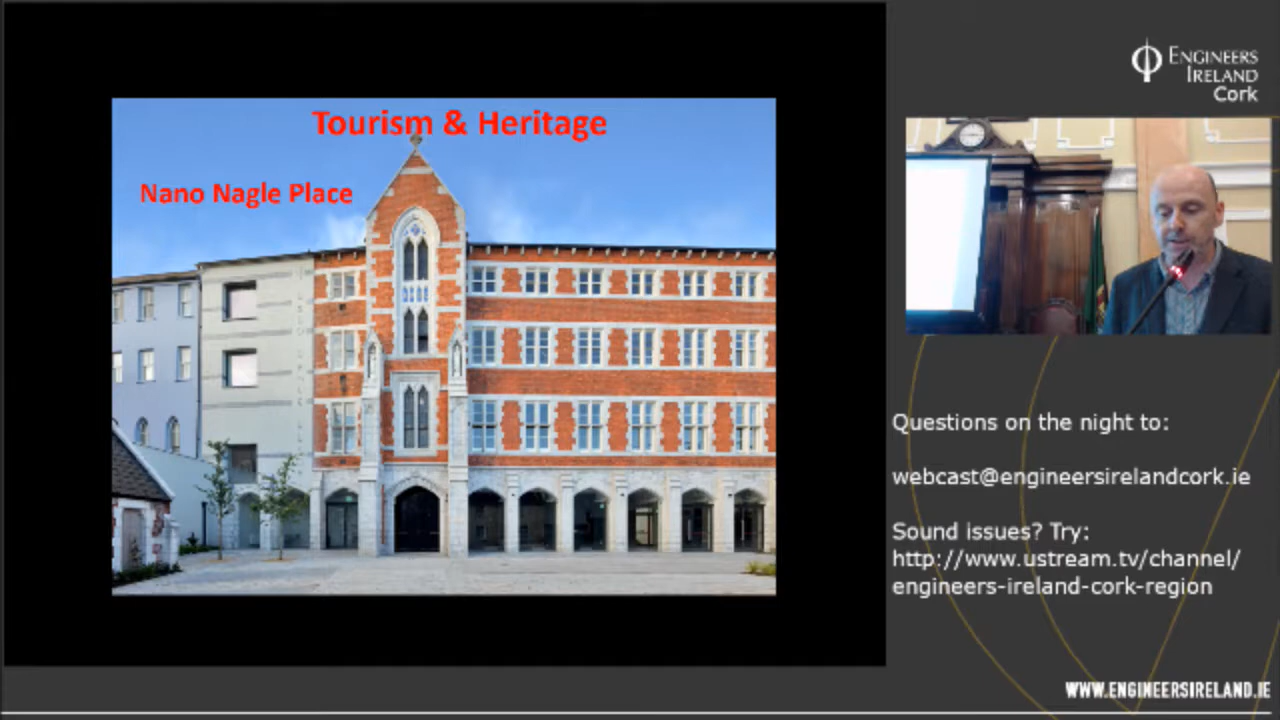 Tourism & Heritage
Nano Nagle Place
ENGINEERS
IRELAND
Cork
Questions on the night to:
webcast@engineersirelandcork.ie
Sound issues? Try:
http://www.ustream.tv/channel/
engineers-ireland-cork-region
WWW.ENGINEERSIRELAND.IE